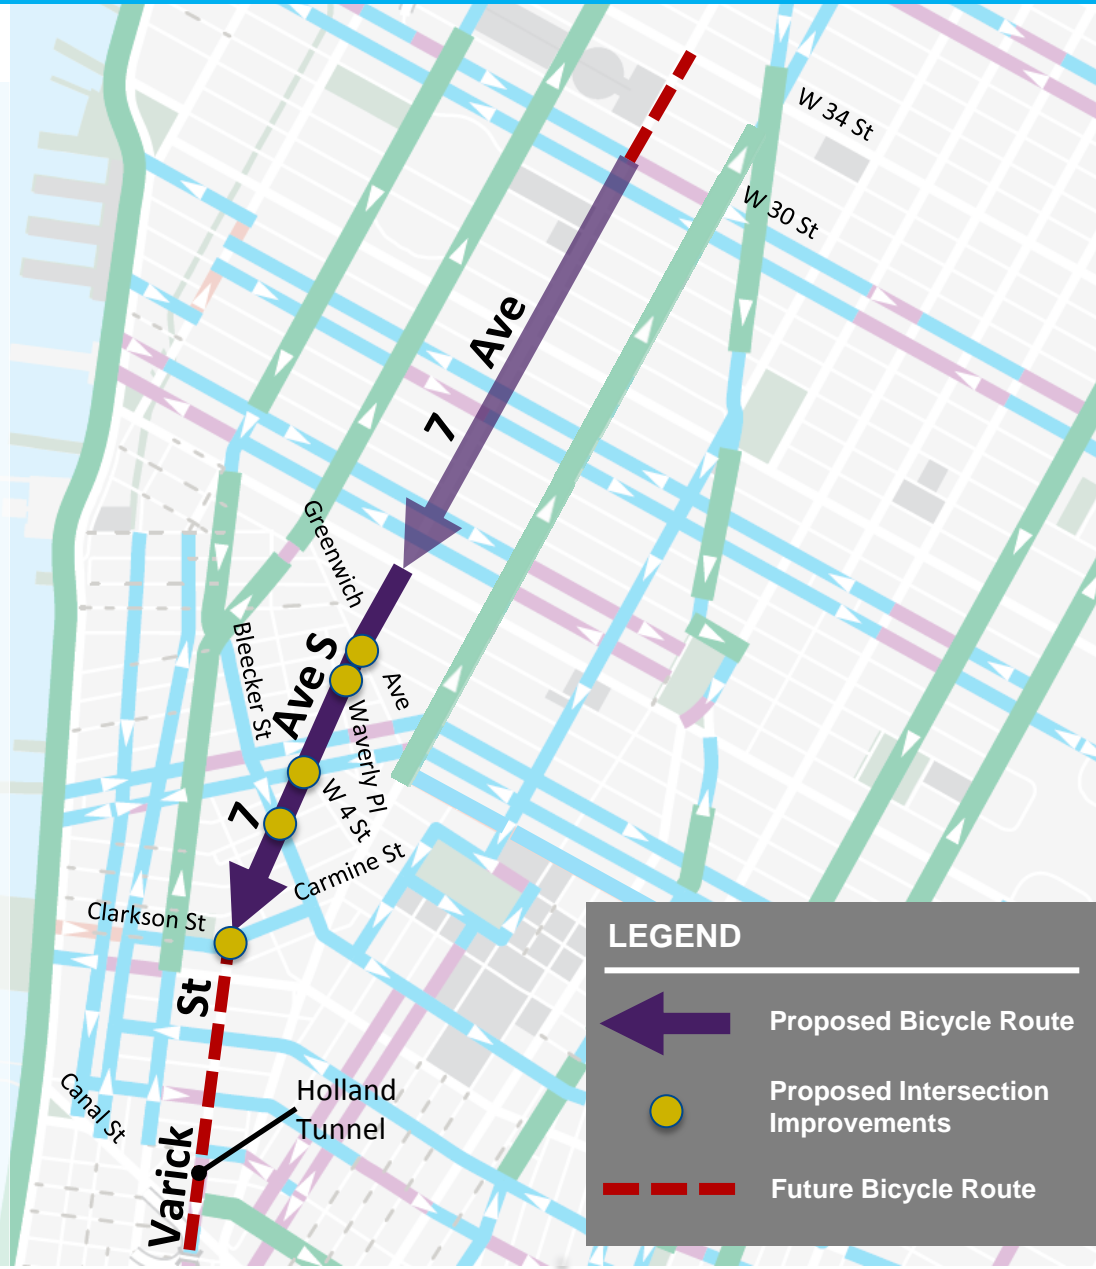 W 34 St
W 30 St
7 Ave
Greenwich Ave
Bleecker St
7 Ave S
Waverly Pl
W 4 St
Carmine St
Clarkson St
Varick St
Canal St
Holland
Tunnel
LEGEND
Proposed Bicycle Route
Proposed Intersection
Improvements
Future Bicycle Route